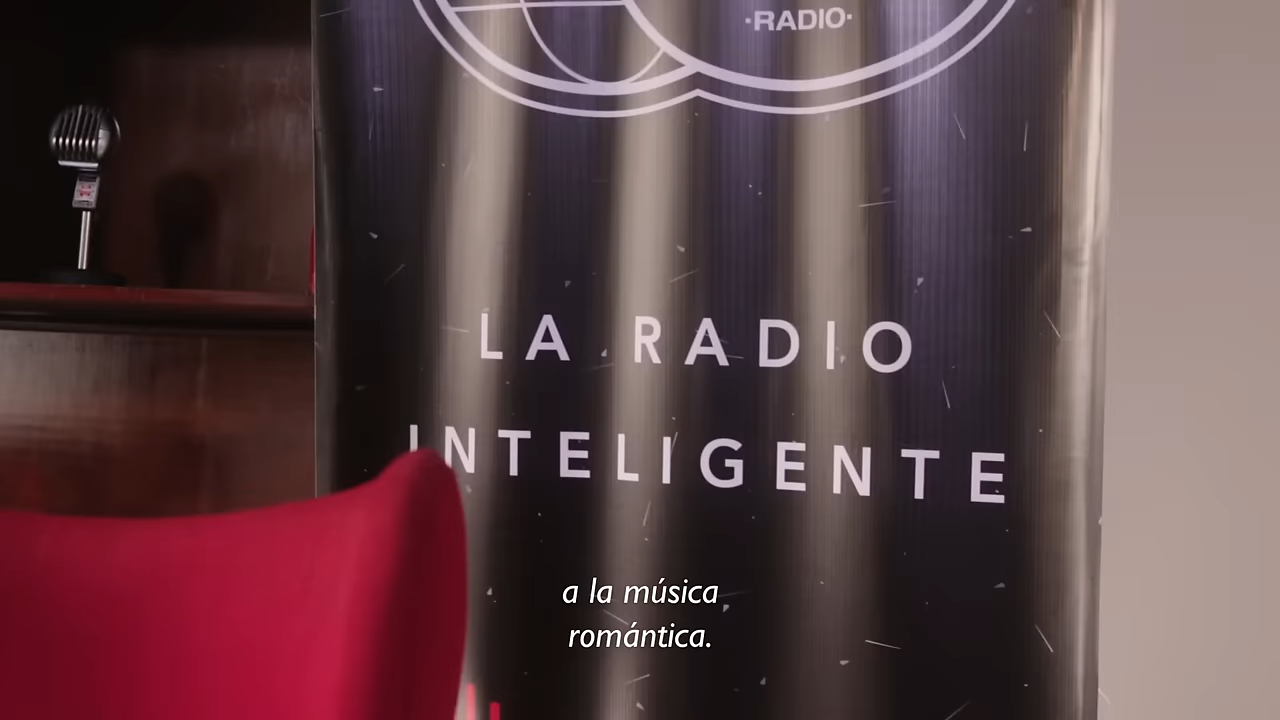 ·RADIO·
LA RADIO
INTELIGENTE
a la música
romántica.